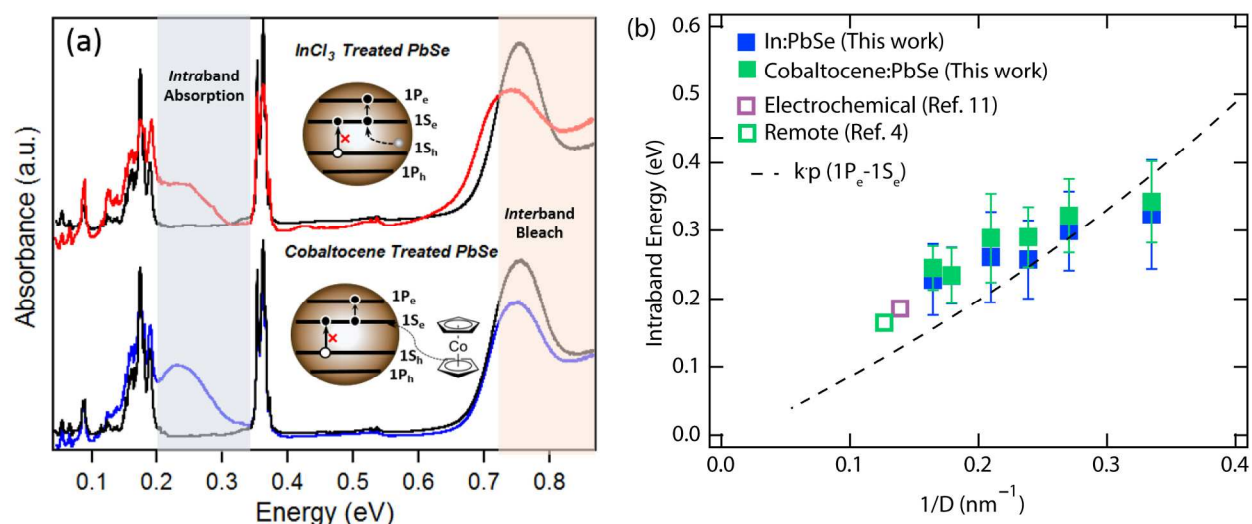 (a)
InCl3 Treated PbSe
Intraband
Absorption
1Pe
1Se
1Sh
1Ph
Interband
Bleach
Cobaltocene Treated PbSe
1Pe
1Se
1Sh
1Ph
Co
Absorbance (a.u.)
0.1 0.2 0.3 0.4 0.5 0.6 0.7 0.8
Energy (eV)
(b)
In:PbSe (This work)
Cobaltocene:PbSe (This work)
Electrochemical (Ref. 11)
Remote (Ref. 4)
k·p (1Pe-1Se)
Intraband Energy (eV)
0.6
0.5
0.4
0.3
0.2
0.1
0.0
0.0 0.1 0.2 0.3 0.4
1/D (nm⁻¹)